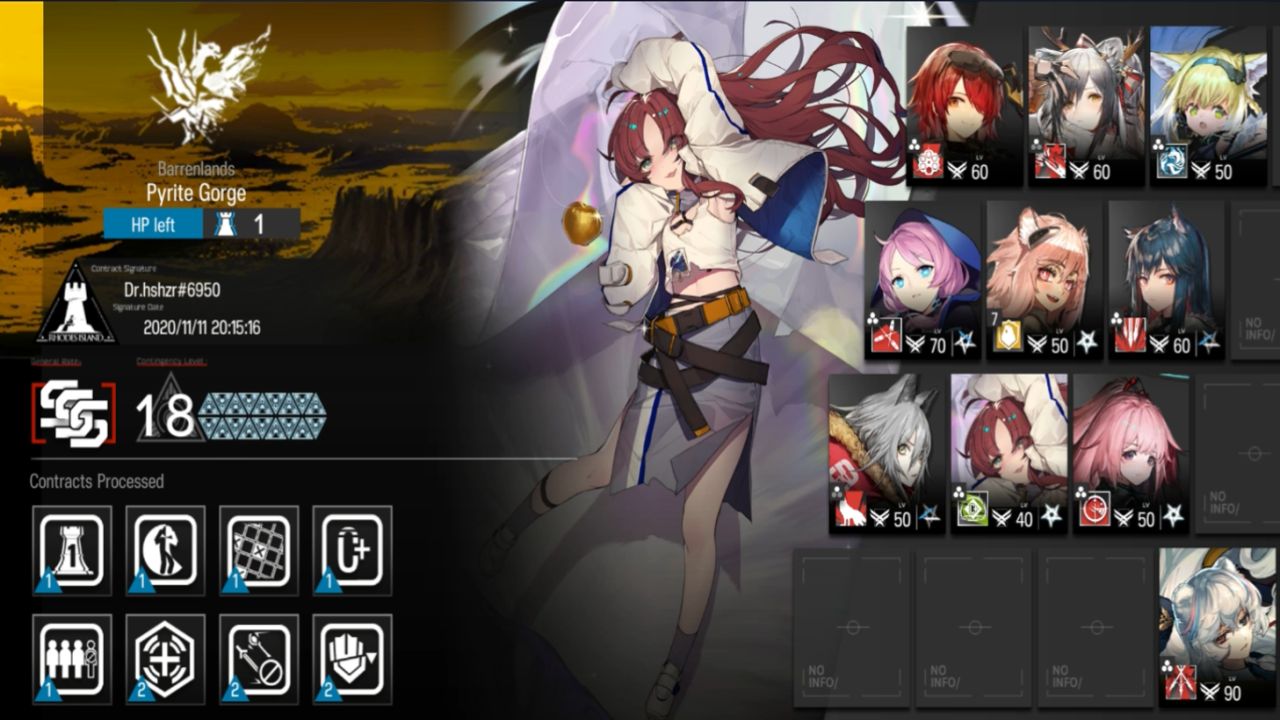 Barrenlands
Pyrite Gorge
HP left 1
Contract Signature
Dr.hshzr#6950
Signature Date
2020/11/11 20:15:16
RHODES ISLAND
Contingency Level
18
Contracts Processed
1 1 1 1
1 2 2 2
LV 60
LV 60
LV 50
LV 70
7 LV 50
LV 60
NO
INFO/
LV 50
LV 40
LV 50
NO
INFO/
NO
INFO/
NO
INFO/
NO
INFO/
LV 90